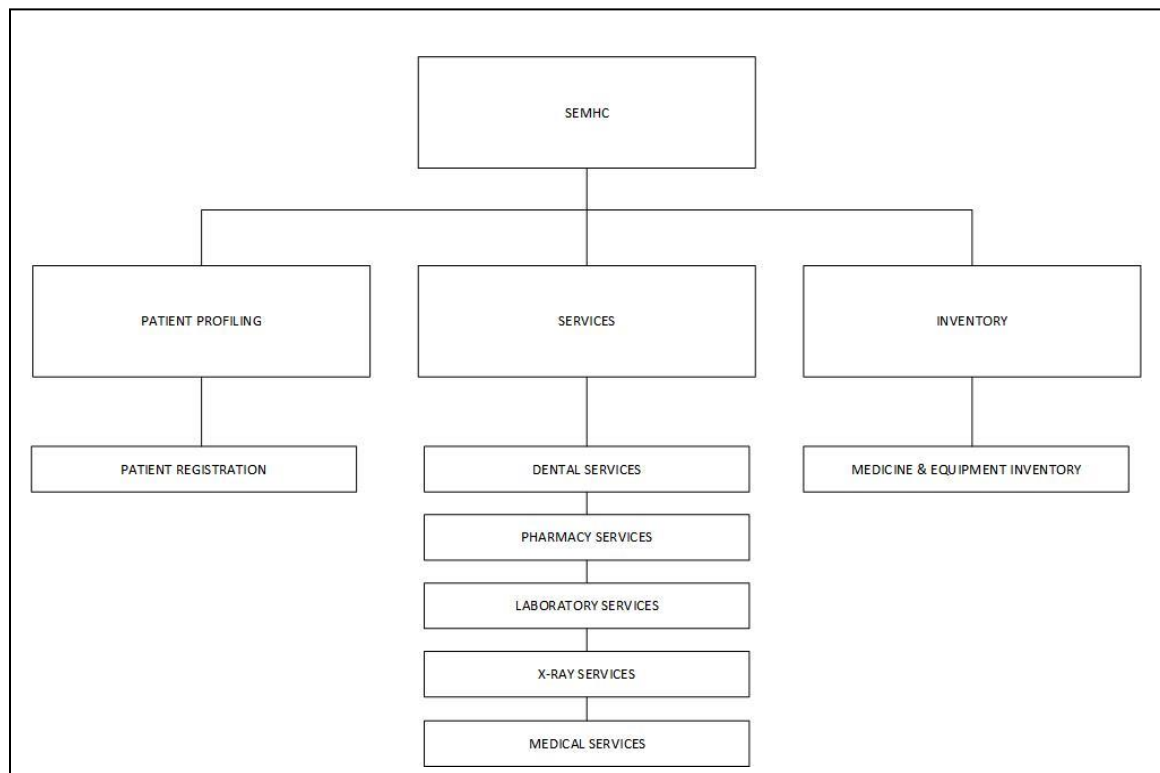 SEMHC
PATIENT PROFILING
SERVICES
INVENTORY
PATIENT REGISTRATION
DENTAL SERVICES
MEDICINE & EQUIPMENT INVENTORY
PHARMACY SERVICES
LABORATORY SERVICES
X-RAY SERVICES
MEDICAL SERVICES